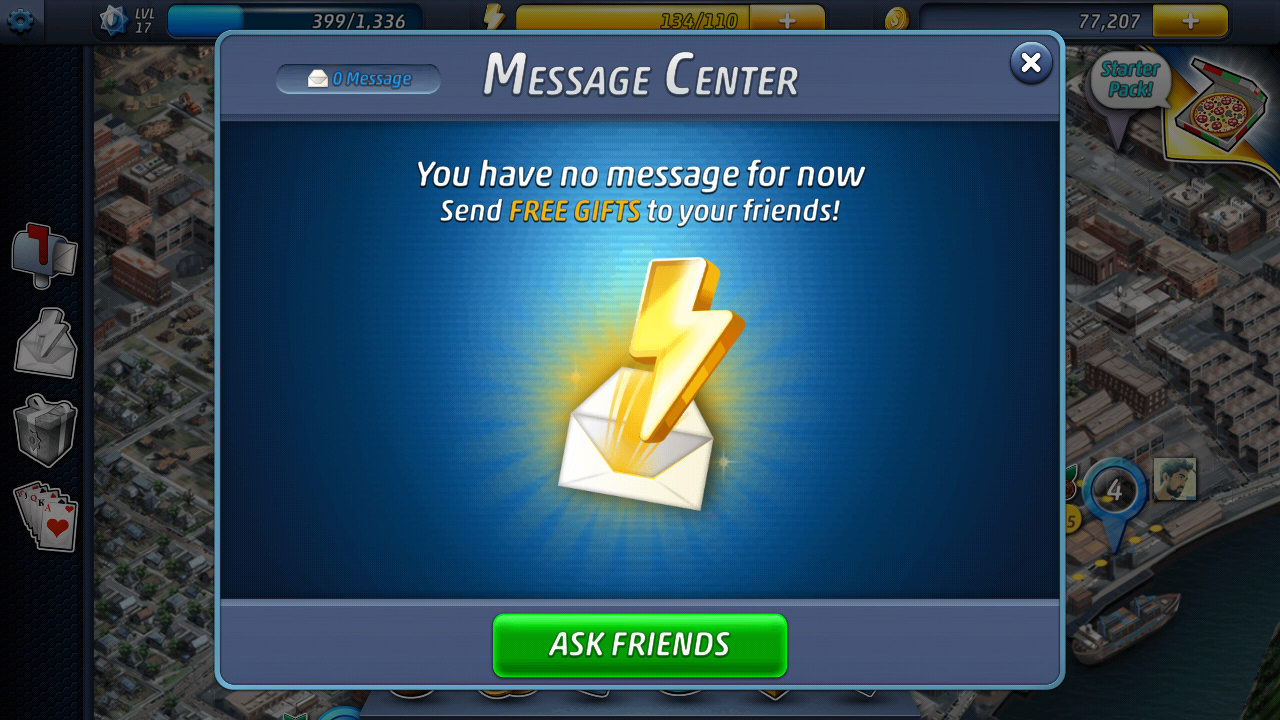 LVL
17
399/1,336
134/110
+
77,207
+
0 Message
MESSAGE CENTER
Starter
Pack!
You have no message for now
Send FREE GIFTS to your friends!
4
5
ASK FRIENDS